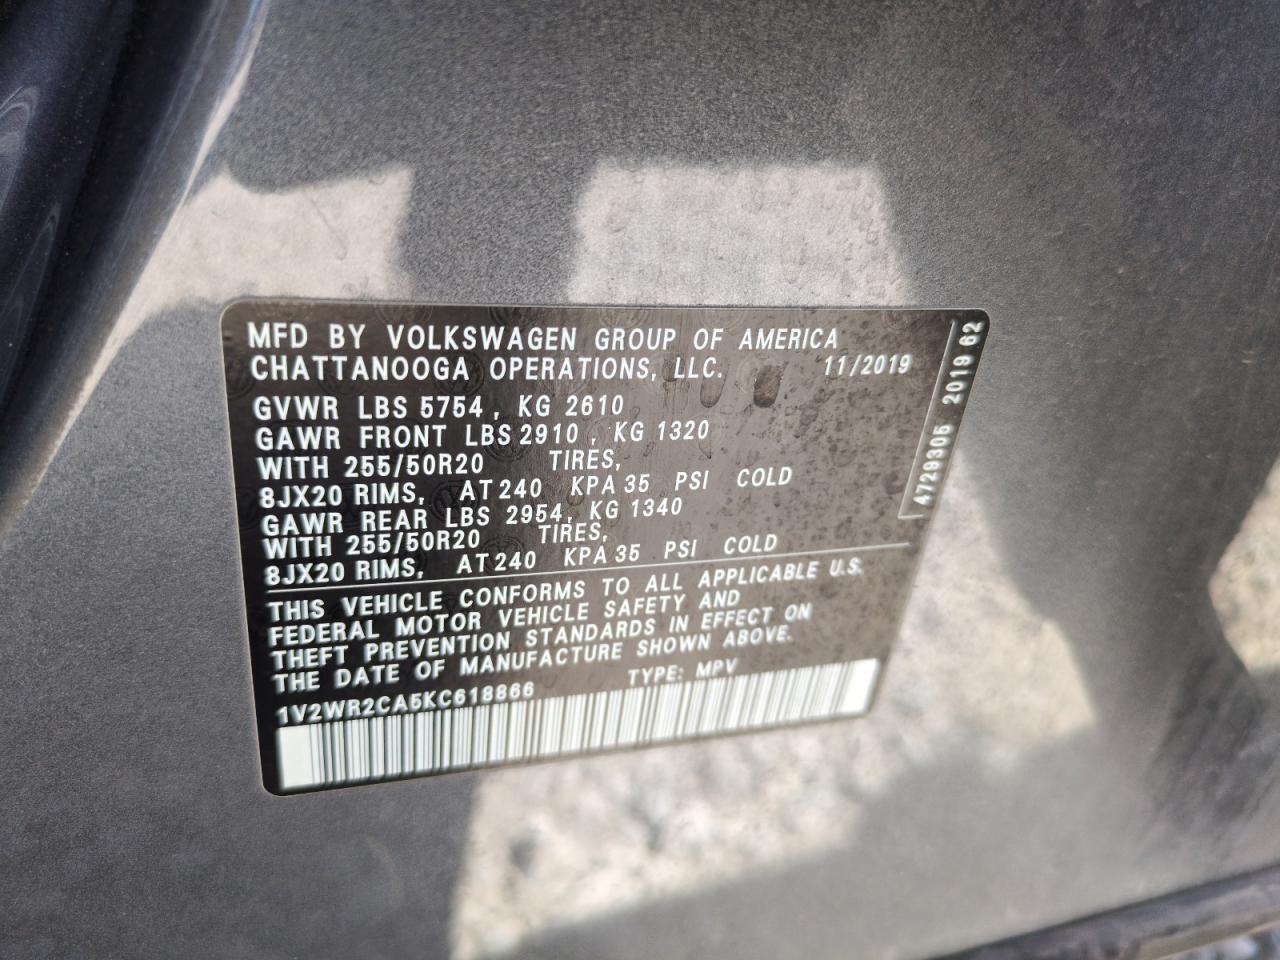 MFD BY VOLKSWAGEN GROUP OF AMERICA
CHATTANOOGA OPERATIONS, LLC. 11/2019
GVWR LBS 5754, KG 2610
GAWR FRONT LBS 2910, KG 1320
WITH 255/50R20 TIRES,
8JX20 RIMS, AT 240 KPA 35 PSI COLD
GAWR REAR LBS 2954, KG 1340
WITH 255/50R20 TIRES,
8JX20 RIMS, AT 240 KPA 35 PSI COLD
THIS VEHICLE CONFORMS TO ALL APPLICABLE U.S.
FEDERAL MOTOR VEHICLE SAFETY AND
THEFT PREVENTION STANDARDS IN EFFECT ON
THE DATE OF MANUFACTURE SHOWN ABOVE.
1V2WR2CA5KC618866 TYPE: MPV
4729305 2019 62